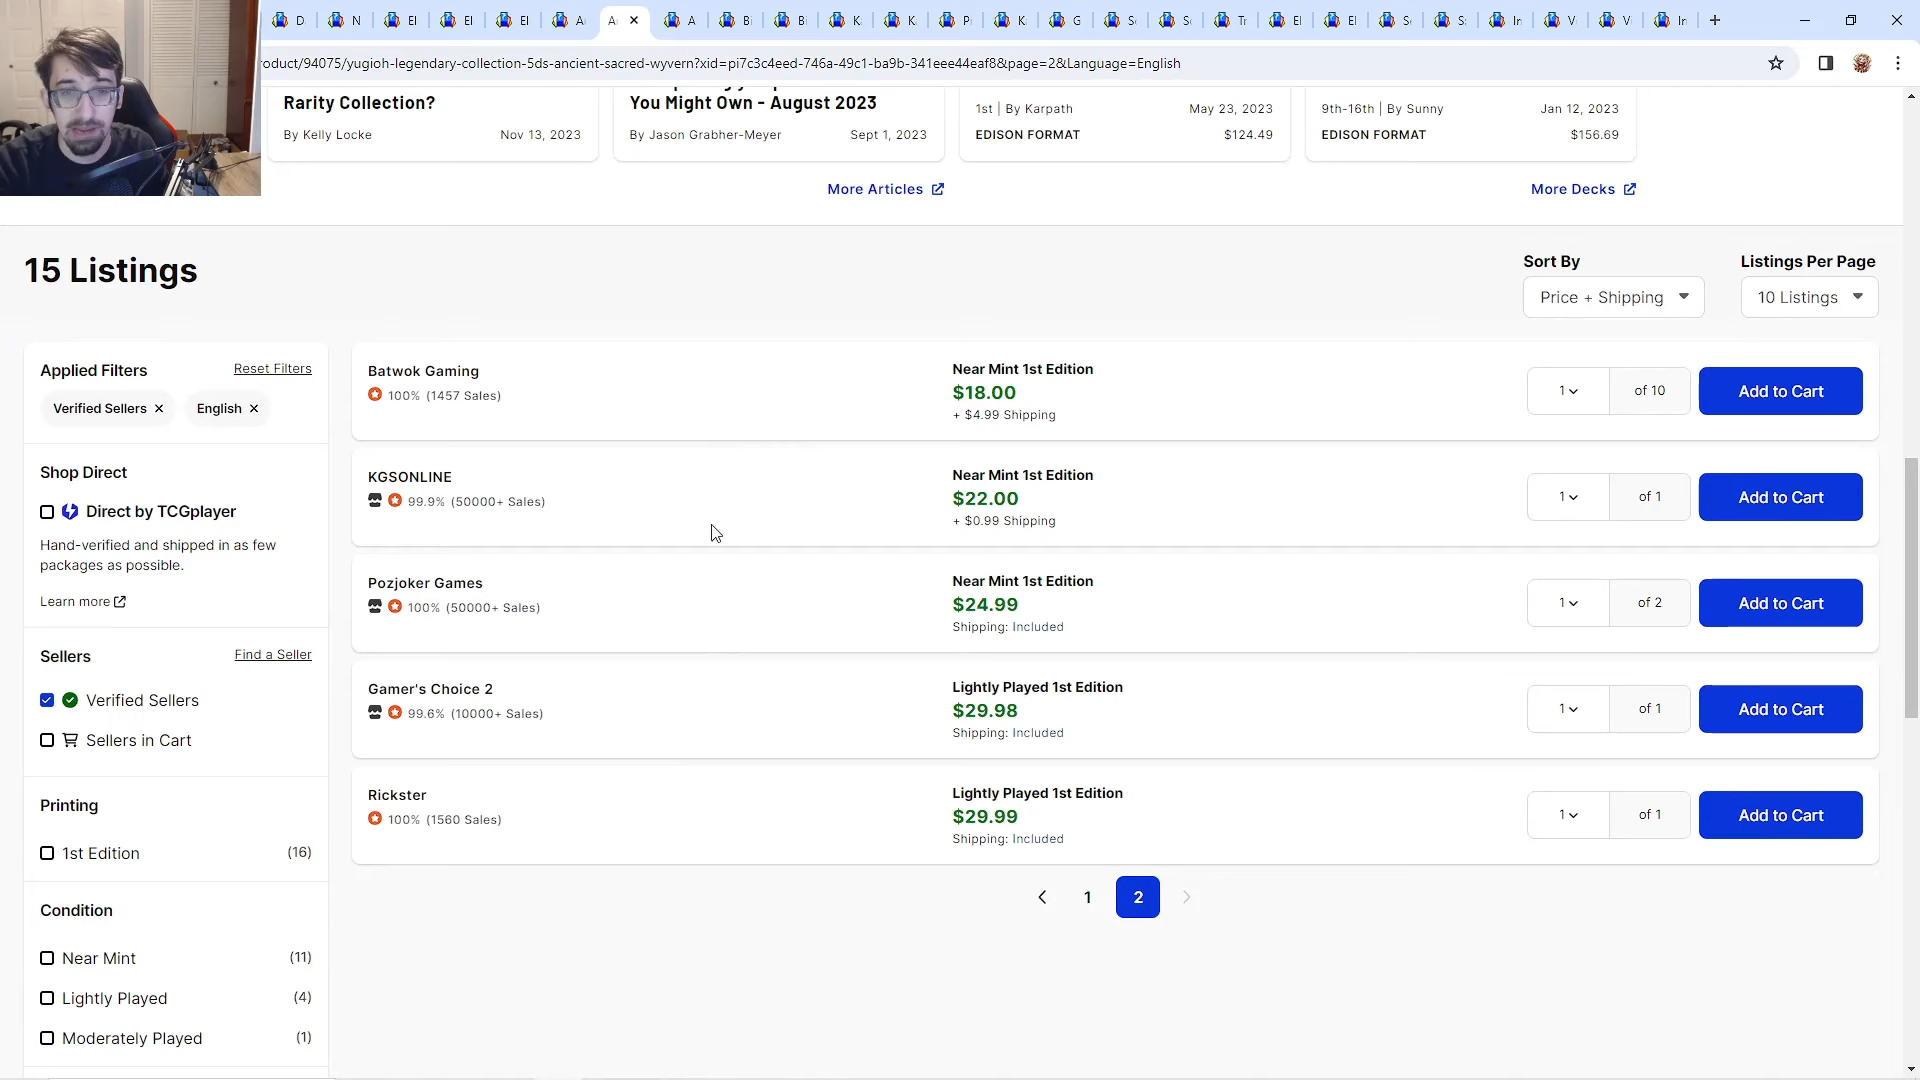 D
N
El
El
El
A
A
A
Bi
Bi
K
K
P
K
G
S
S
Tr
El
El
S
S
In
V
V
In
roduct/94075/yugioh-legendary-collection-5ds-ancient-sacred-wyvern?xid=pi7c3c4eed-746a-49c1-ba9b-341eee44eaf8&page=2&Language=English
Rarity Collection?
By Kelly Locke Nov 13, 2023
You Might Own - August 2023
By Jason Grabher-Meyer Sept 1, 2023
1st | By Karpath May 23, 2023
EDISON FORMAT $124.49
9th-16th | By Sunny Jan 12, 2023
EDISON FORMAT $156.69
More Articles
More Decks
15 Listings
Sort By
Price + Shipping
Listings Per Page
10 Listings
Applied Filters Reset Filters
Verified Sellers × English ×
Shop Direct
Direct by TCGplayer
Hand-verified and shipped in as few
packages as possible.
Learn more
Sellers Find a Seller
Verified Sellers
Sellers in Cart
Printing
1st Edition (16)
Condition
Near Mint (11)
Lightly Played (4)
Moderately Played (1)
Batwok Gaming
100% (1457 Sales)
Near Mint 1st Edition
$18.00
+ $4.99 Shipping
1 of 10 Add to Cart
KGSONLINE
99.9% (50000+ Sales)
Near Mint 1st Edition
$22.00
+ $0.99 Shipping
1 of 1 Add to Cart
Pozjoker Games
100% (50000+ Sales)
Near Mint 1st Edition
$24.99
Shipping: Included
1 of 2 Add to Cart
Gamer's Choice 2
99.6% (10000+ Sales)
Lightly Played 1st Edition
$29.98
Shipping: Included
1 of 1 Add to Cart
Rickster
100% (1560 Sales)
Lightly Played 1st Edition
$29.99
Shipping: Included
1 of 1 Add to Cart
1 2